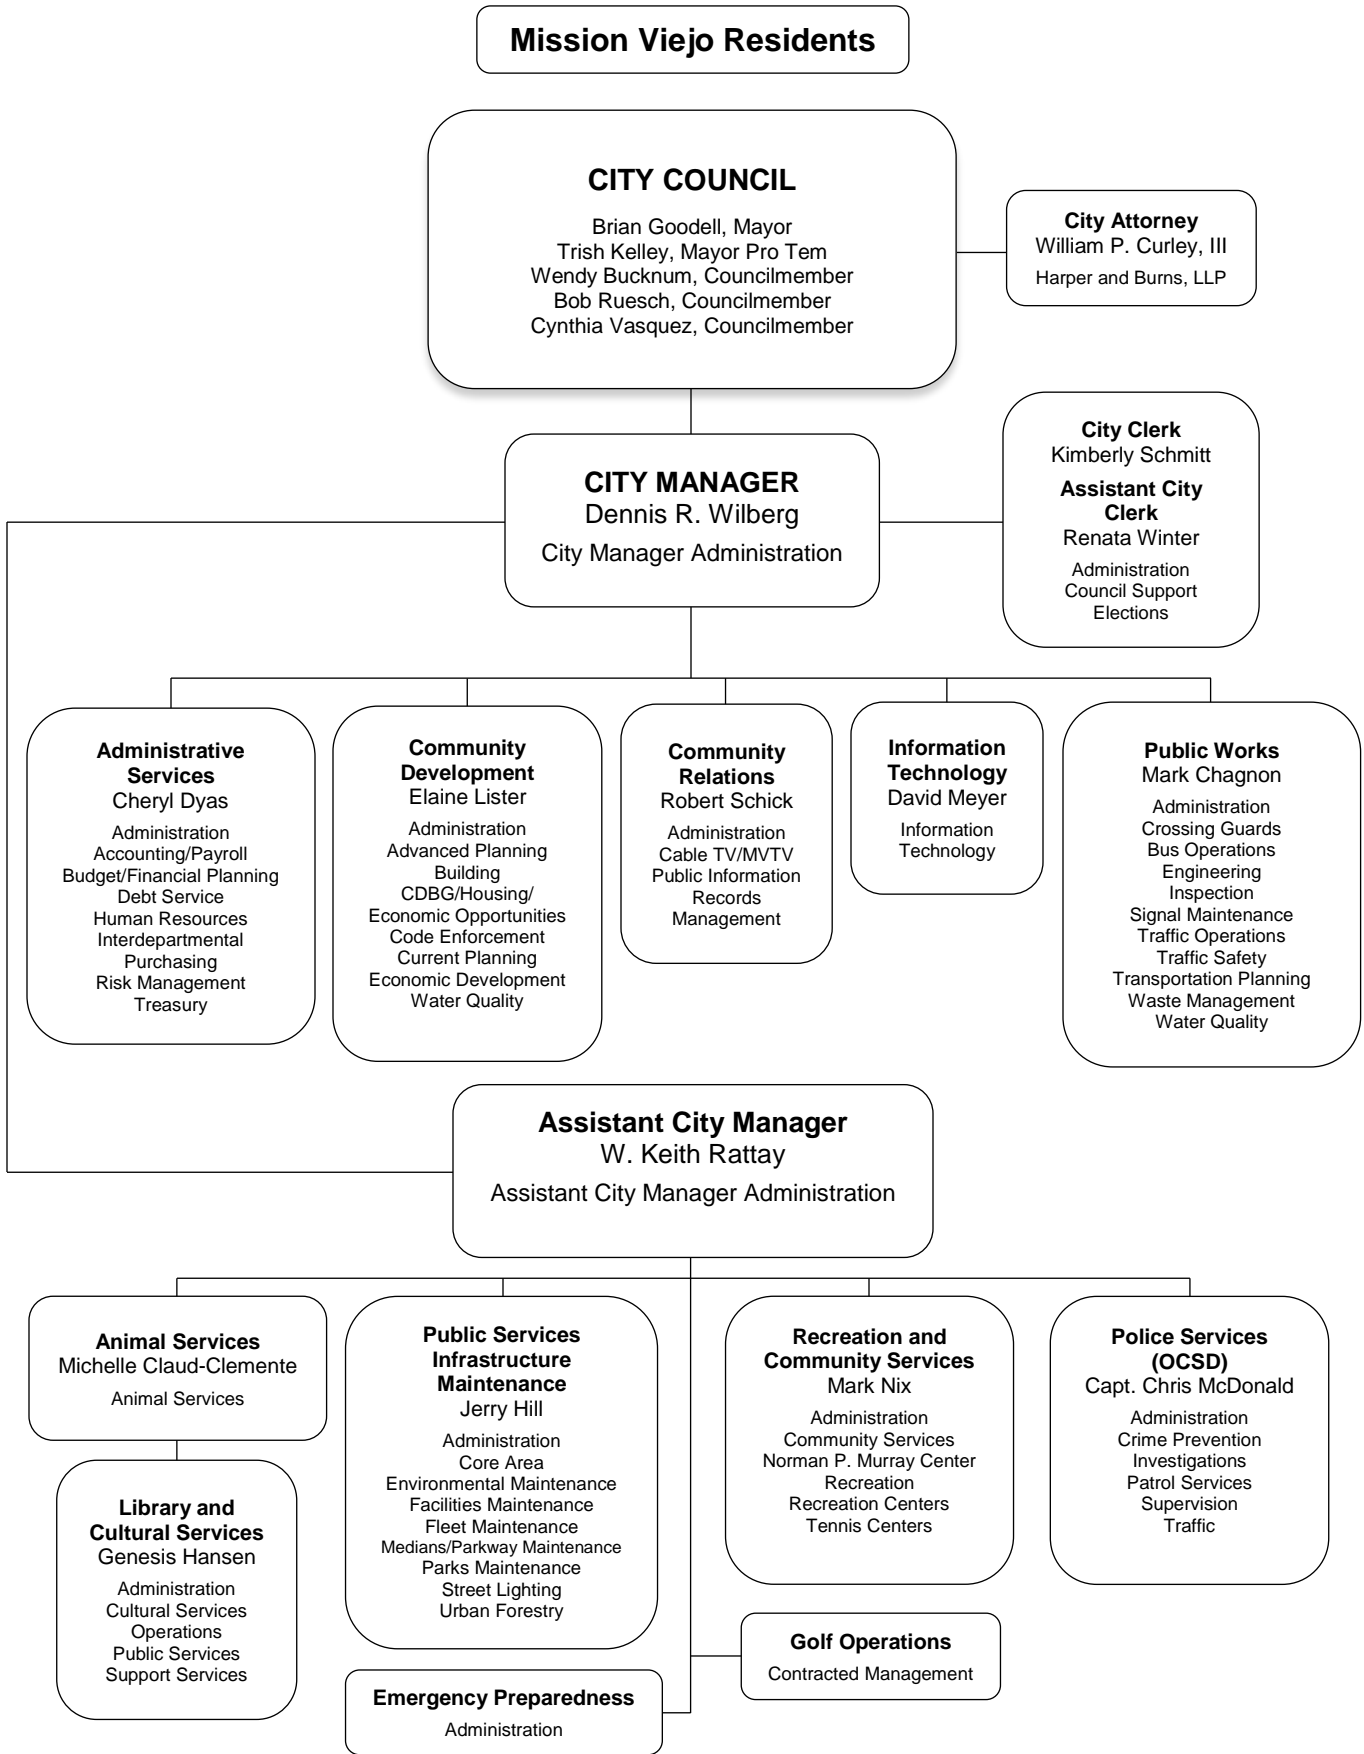 Mission Viejo Residents
CITY COUNCIL
Brian Goodell, Mayor
Trish Kelley, Mayor Pro Tem
Wendy Bucknum, Councilmember
Bob Ruesch, Councilmember
Cynthia Vasquez, Councilmember
City Attorney
William P. Curley, III
Harper and Burns, LLP
CITY MANAGER
Dennis R. Wilberg
City Manager Administration
City Clerk
Kimberly Schmitt
Assistant City
Clerk
Renata Winter
Administration
Council Support
Elections
Administrative
Services
Cheryl Dyas
Administration
Accounting/Payroll
Budget/Financial Planning
Debt Service
Human Resources
Interdepartmental
Purchasing
Risk Management
Treasury
Community
Development
Elaine Lister
Administration
Advanced Planning
Building
CDBG/Housing/
Economic Opportunities
Code Enforcement
Current Planning
Economic Development
Water Quality
Community
Relations
Robert Schick
Administration
Cable TV/MVTV
Public Information
Records
Management
Information
Technology
David Meyer
Information
Technology
Public Works
Mark Chagnon
Administration
Crossing Guards
Bus Operations
Engineering
Inspection
Signal Maintenance
Traffic Operations
Traffic Safety
Transportation Planning
Waste Management
Water Quality
Assistant City Manager
W. Keith Rattay
Assistant City Manager Administration
Animal Services
Michelle Claud-Clemente
Animal Services
Library and
Cultural Services
Genesis Hansen
Administration
Cultural Services
Operations
Public Services
Support Services
Public Services
Infrastructure
Maintenance
Jerry Hill
Administration
Core Area
Environmental Maintenance
Facilities Maintenance
Fleet Maintenance
Medians/Parkway Maintenance
Parks Maintenance
Street Lighting
Urban Forestry
Recreation and
Community Services
Mark Nix
Administration
Community Services
Norman P. Murray Center
Recreation
Recreation Centers
Tennis Centers
Police Services
(OCSD)
Capt. Chris McDonald
Administration
Crime Prevention
Investigations
Patrol Services
Supervision
Traffic
Golf Operations
Contracted Management
Emergency Preparedness
Administration